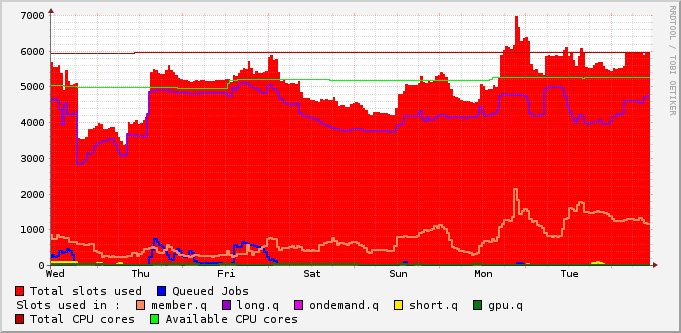 7000
6000
5000
4000
3000
2000
1000
0
Wed Thu Fri Sat Sun Mon Tue
RRDTOOL / TOBI OETIKER
Total slots used Queued Jobs
Slots used in : member.q long.q ondemand.q short.q gpu.q
Total CPU cores Available CPU cores